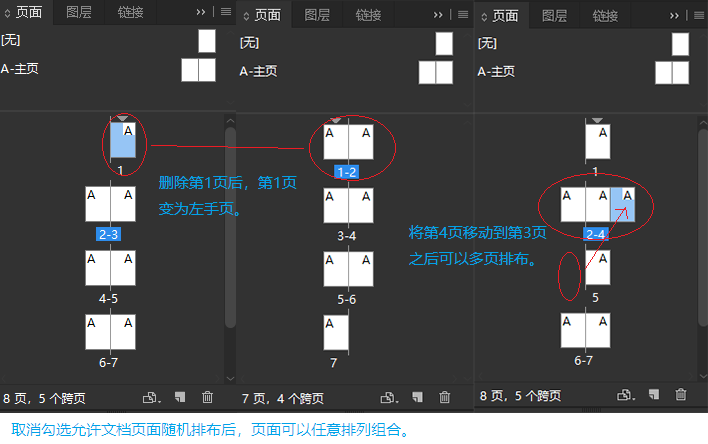 页面 图层 链接
[无]
A-主页
A
1
A A
2-3
A A
4-5
A A
6-7
8 页，5 个跨页
页面 图层 链接
[无]
A-主页
A A
1-2
A A
3-4
A A
5-6
A
7
7 页，4 个跨页
页面 图层 链接
[无]
A-主页
A
1
A A A
2-4
A
5
A A
6-7
8 页，5 个跨页
删除第1页后，第1页
变为左手页。
将第4页移动到第3页
之后可以多页排布。
取消勾选允许文档页面随机排布后，页面可以任意排列组合。